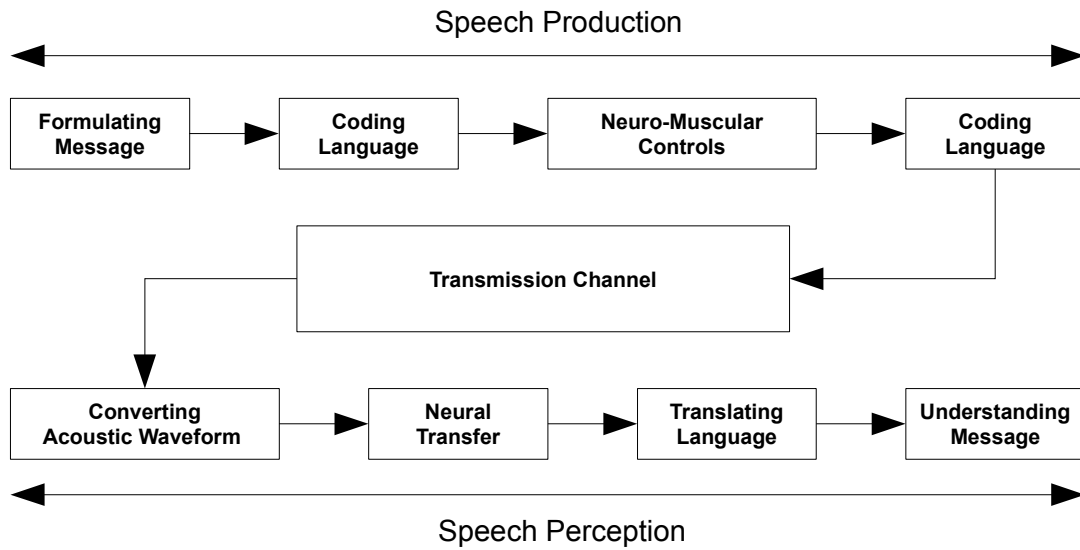 Speech Production
Formulating
Message
Coding
Language
Neuro-Muscular
Controls
Coding
Language
Transmission Channel
Converting
Acoustic Waveform
Neural
Transfer
Translating
Language
Understanding
Message
Speech Perception